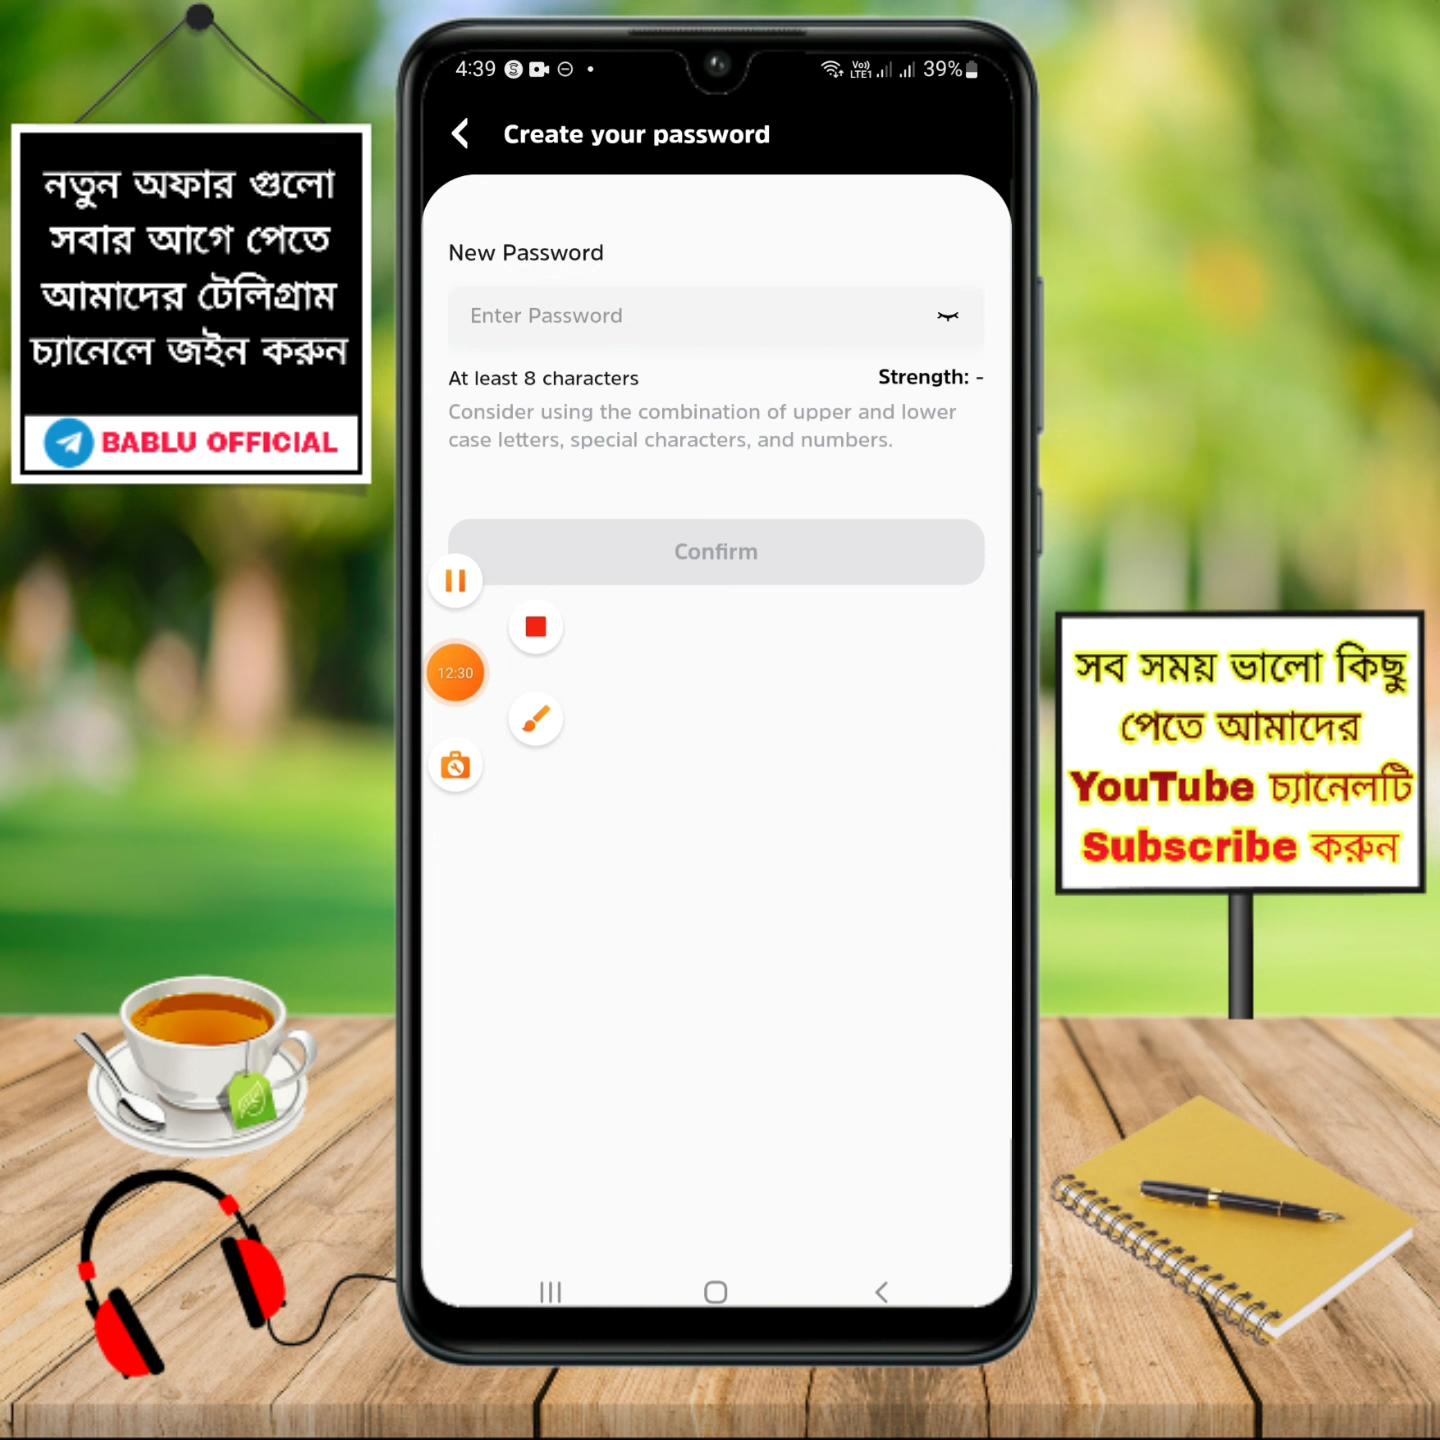 নতুন অফার গুলো
সবার আগে পেতে
আমাদের টেলিগ্রাম
চ্যানেলে জইন করুন
BABLU OFFICIAL
4:39
Vo))
LTE1
39%
Create your password
New Password
Enter Password
At least 8 characters
Strength: -
Consider using the combination of upper and lower
case letters, special characters, and numbers.
Confirm
12:30
সব সময় ভালো কিছু
পেতে আমাদের
YouTube চ্যানেলটি
Subscribe করুন